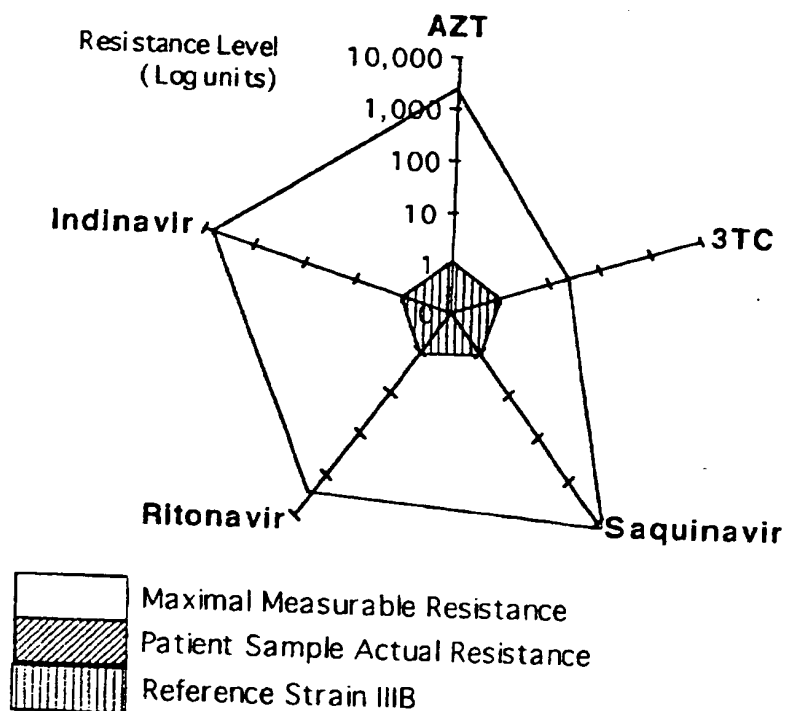 AZT
Resistance Level
(Log units)
10,000
1,000
100
10
1
0
Indinavir
3TC
Ritonavir
Saquinavir
Maximal Measurable Resistance
Patient Sample Actual Resistance
Reference Strain IIIB